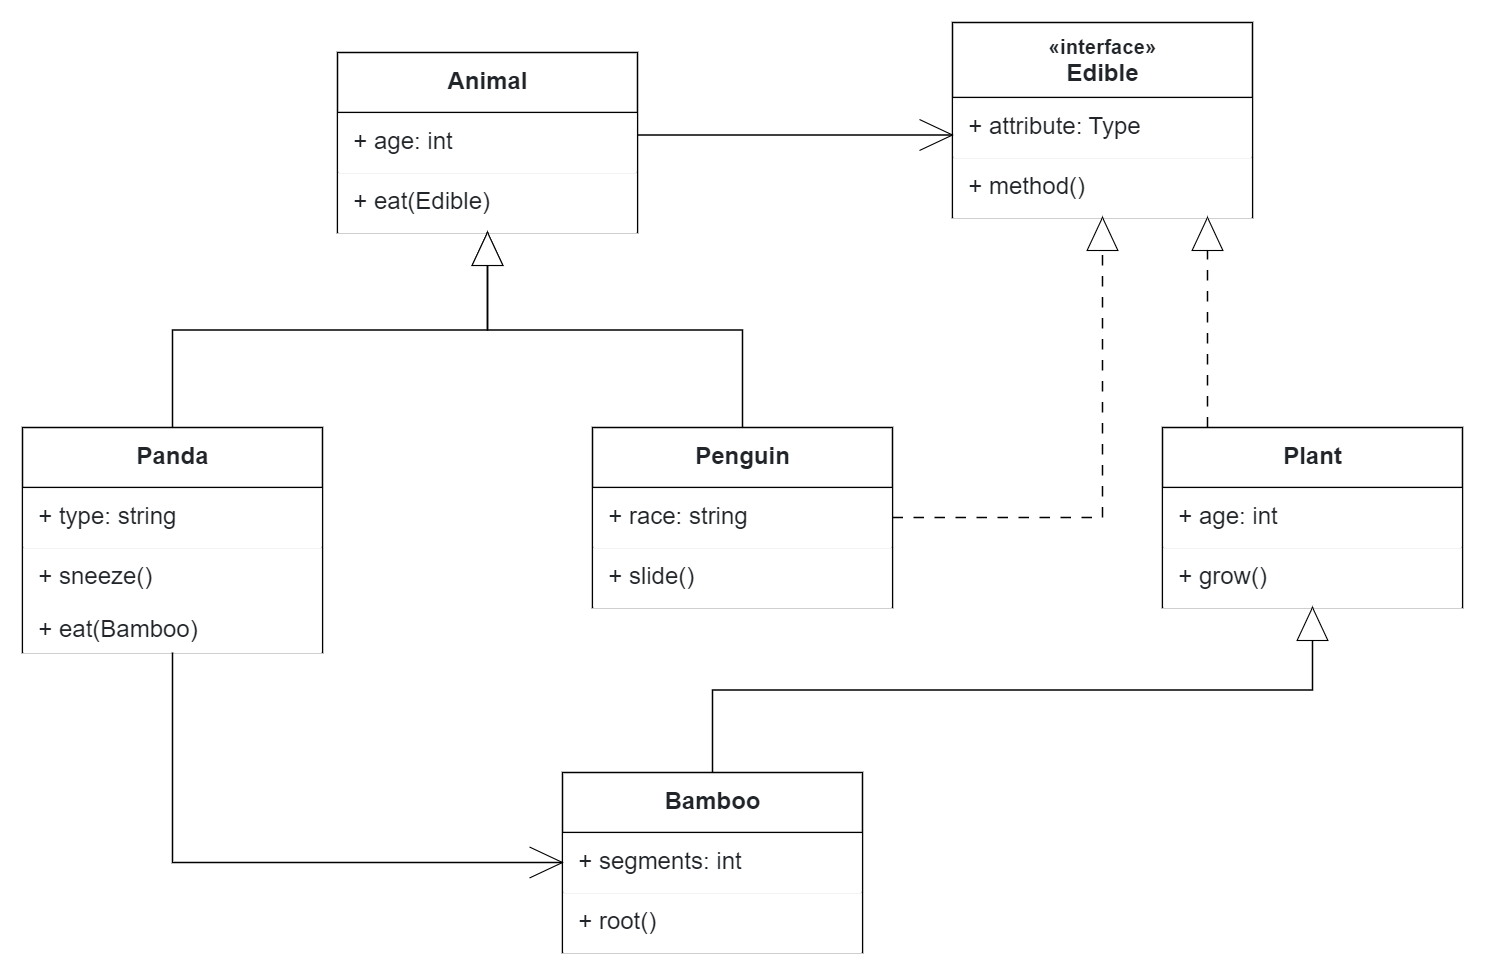 Animal
+ age: int
+ eat(Edible)
«interface»
Edible
+ attribute: Type
+ method()
Panda
+ type: string
+ sneeze()
+ eat(Bamboo)
Penguin
+ race: string
+ slide()
Plant
+ age: int
+ grow()
Bamboo
+ segments: int
+ root()